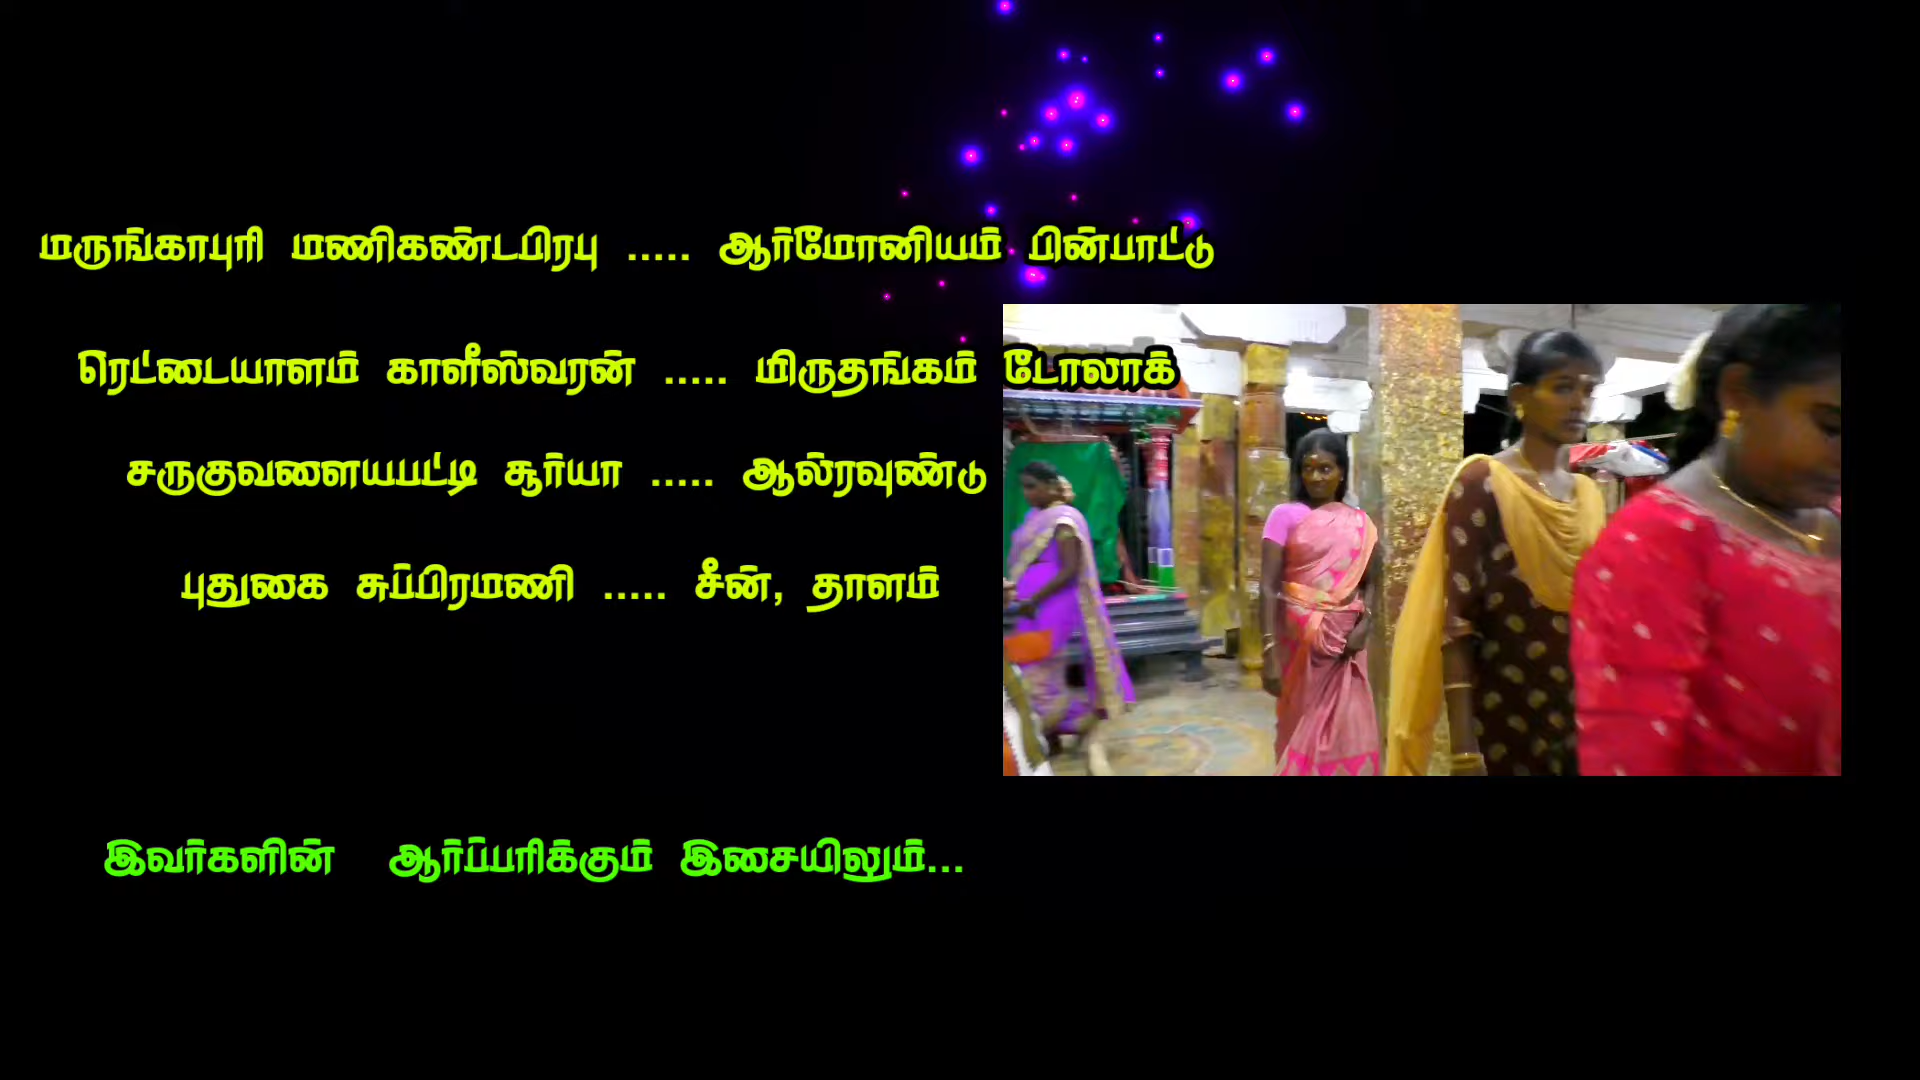 மருங்காபுரி மணிகண்டபிரபு ..... ஆர்மோனியம் பின்பாட்டு
ரெட்டையாளம் காளீஸ்வரன் ..... மிருதங்கம் டோலாக்
சருகுவளையபட்டி சூர்யா ..... ஆல்ரவுண்டு
புதுகை சுப்பிரமணி ..... சீன், தாளம்
இவர்களின் ஆர்ப்பரிக்கும் இசையிலும்...